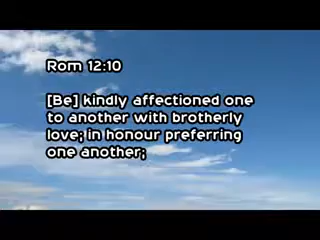 Rom 12:10
[Be] kindly affectioned one
to another with brotherly
love; in honour preferring
one another;